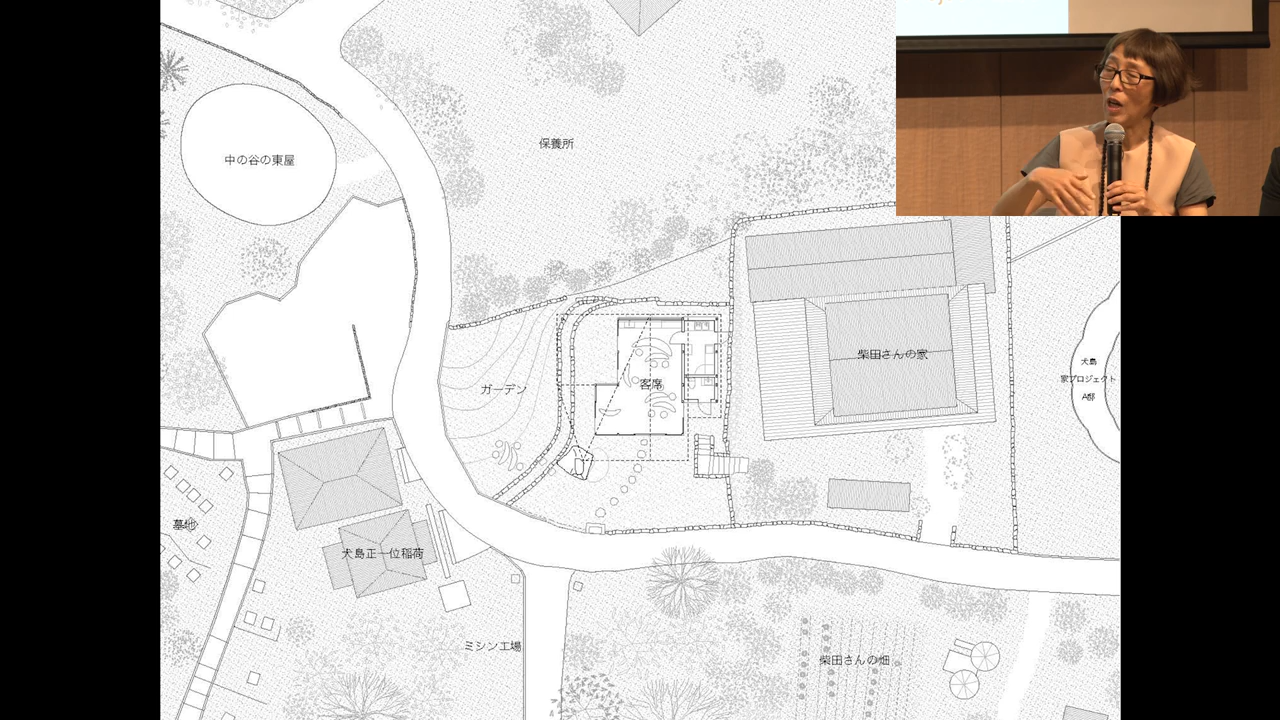 保養所
中の谷の東屋
柴田さんの家
犬島
家プロジェクト
A邸
ガーデン
客席
墓地
犬島正一位稲荷
ミシン工場
柴田さんの畑